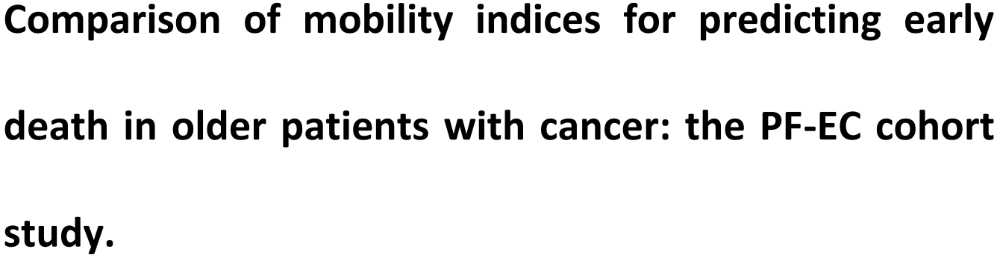 Comparison of mobility indices for predicting early
death in older patients with cancer: the PF-EC cohort
study.